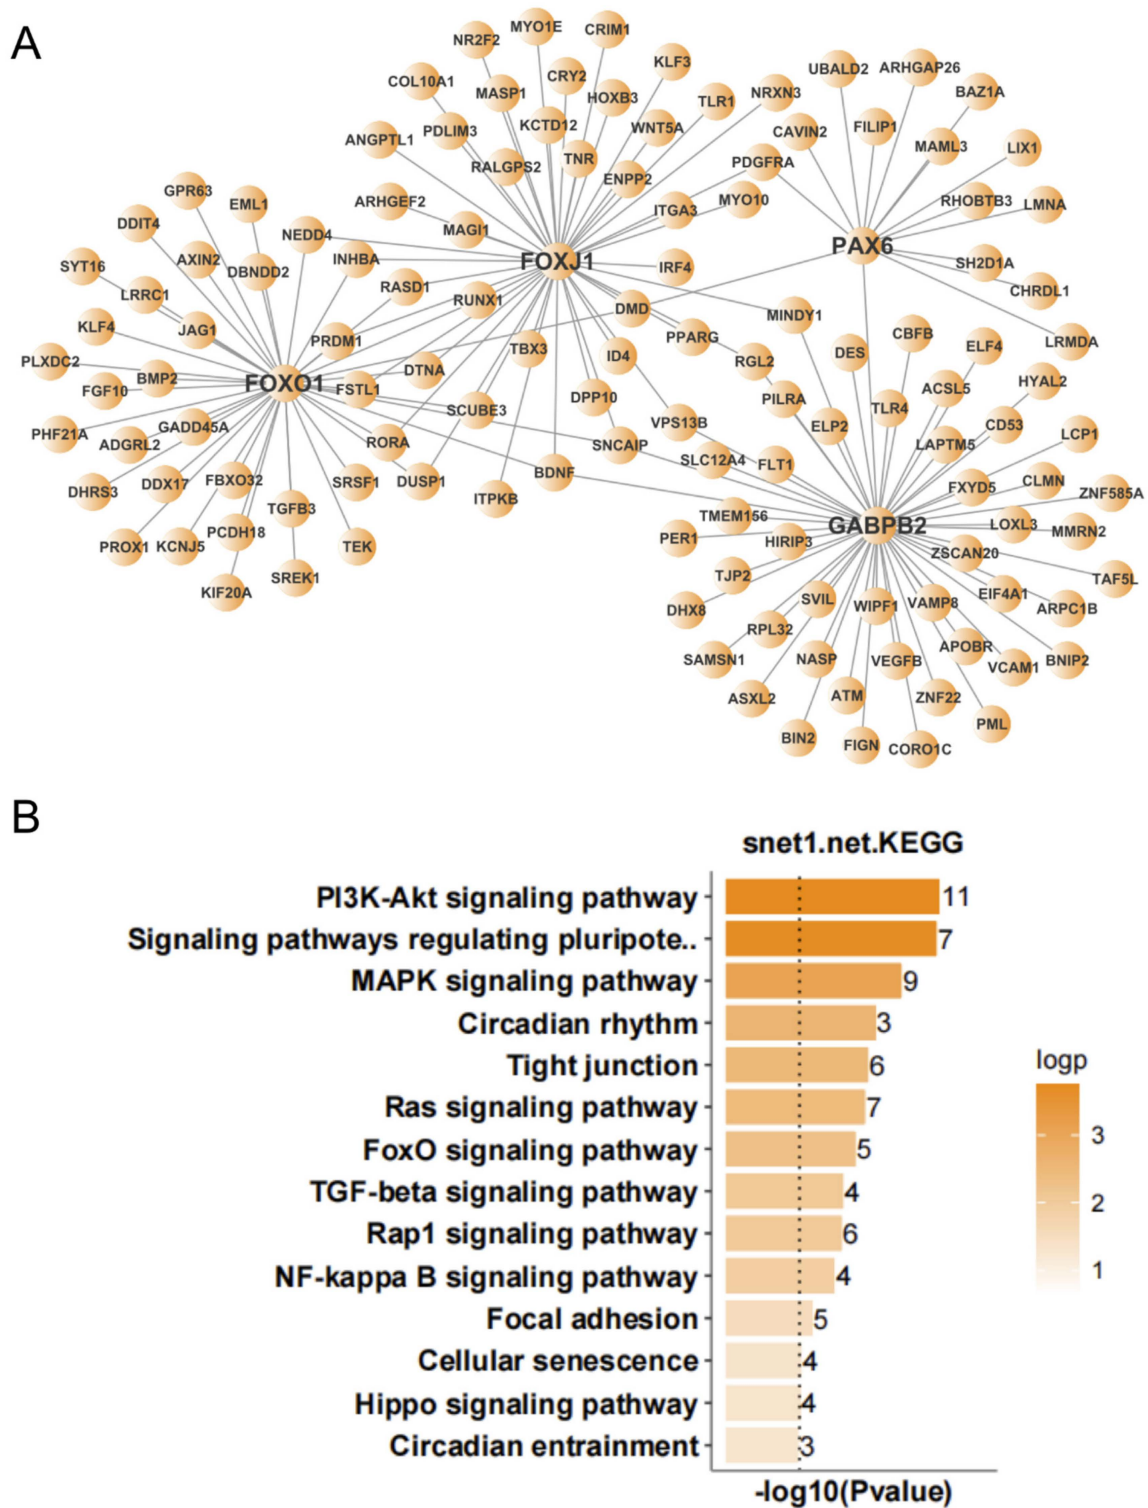 A
MYO1E
CRIM1
NR2F2
KLF3
UBALD2
ARHGAP26
CRY2
COL10A1
MASP1
HOXB3
TLR1
NRXN3
BAZ1A
ANGPTL1
PDLIM3
KCTD12
WNT5A
CAVIN2
FILIP1
MAML3
LIX1
RALGPS2
TNR
ENPP2
PDGFRA
GPR63
EML1
ARHGEF2
ITGA3
MYO10
RHOBTB3
LMNA
DDIT4
NEDD4
MAGI1
PAX6
SYT16
AXIN2
DBNDD2
INHBA
FOXJ1
IRF4
SH2D1A
LRRC1
RASD1
RUNX1
DMD
MINDY1
CHRDL1
KLF4
JAG1
PRDM1
TBX3
PPARG
CBFB
LRMDA
PLXDC2
BMP2
FOXO1
DTNA
ID4
RGL2
DES
ELF4
FGF10
FSTL1
DPP10
PILRA
ACSL5
HYAL2
PHF21A
GADD45A
SCUBE3
VPS13B
ELP2
TLR4
CD53
LCP1
ADGRL2
RORA
SNCAIP
SLC12A4
FLT1
LAPTM5
DHRS3
DDX17
FBXO32
SRSF1
DUSP1
BDNF
FXYD5
CLMN
ZNF585A
TGFB3
ITPKB
TMEM156
GABPB2
LOXL3
MMRN2
PROX1
KCNJ5
PCDH18
TEK
PER1
HIRIP3
ZSCAN20
KIF20A
SREK1
TJP2
TAF5L
DHX8
SVIL
WIPF1
VAMP8
EIF4A1
ARPC1B
RPL32
SAMSN1
NASP
VEGFB
APOBR
VCAM1
BNIP2
ASXL2
ATM
ZNF22
BIN2
FIGN
CORO1C
PML
B
snet1.net.KEGG
PI3K-Akt signaling pathway 11
Signaling pathways regulating pluripote.. 7
MAPK signaling pathway 9
Circadian rhythm 3
Tight junction 6
Ras signaling pathway 7
FoxO signaling pathway 5
TGF-beta signaling pathway 4
Rap1 signaling pathway 6
NF-kappa B signaling pathway 4
Focal adhesion 5
Cellular senescence 4
Hippo signaling pathway 4
Circadian entrainment 3
-log10(Pvalue)
logp
3
2
1